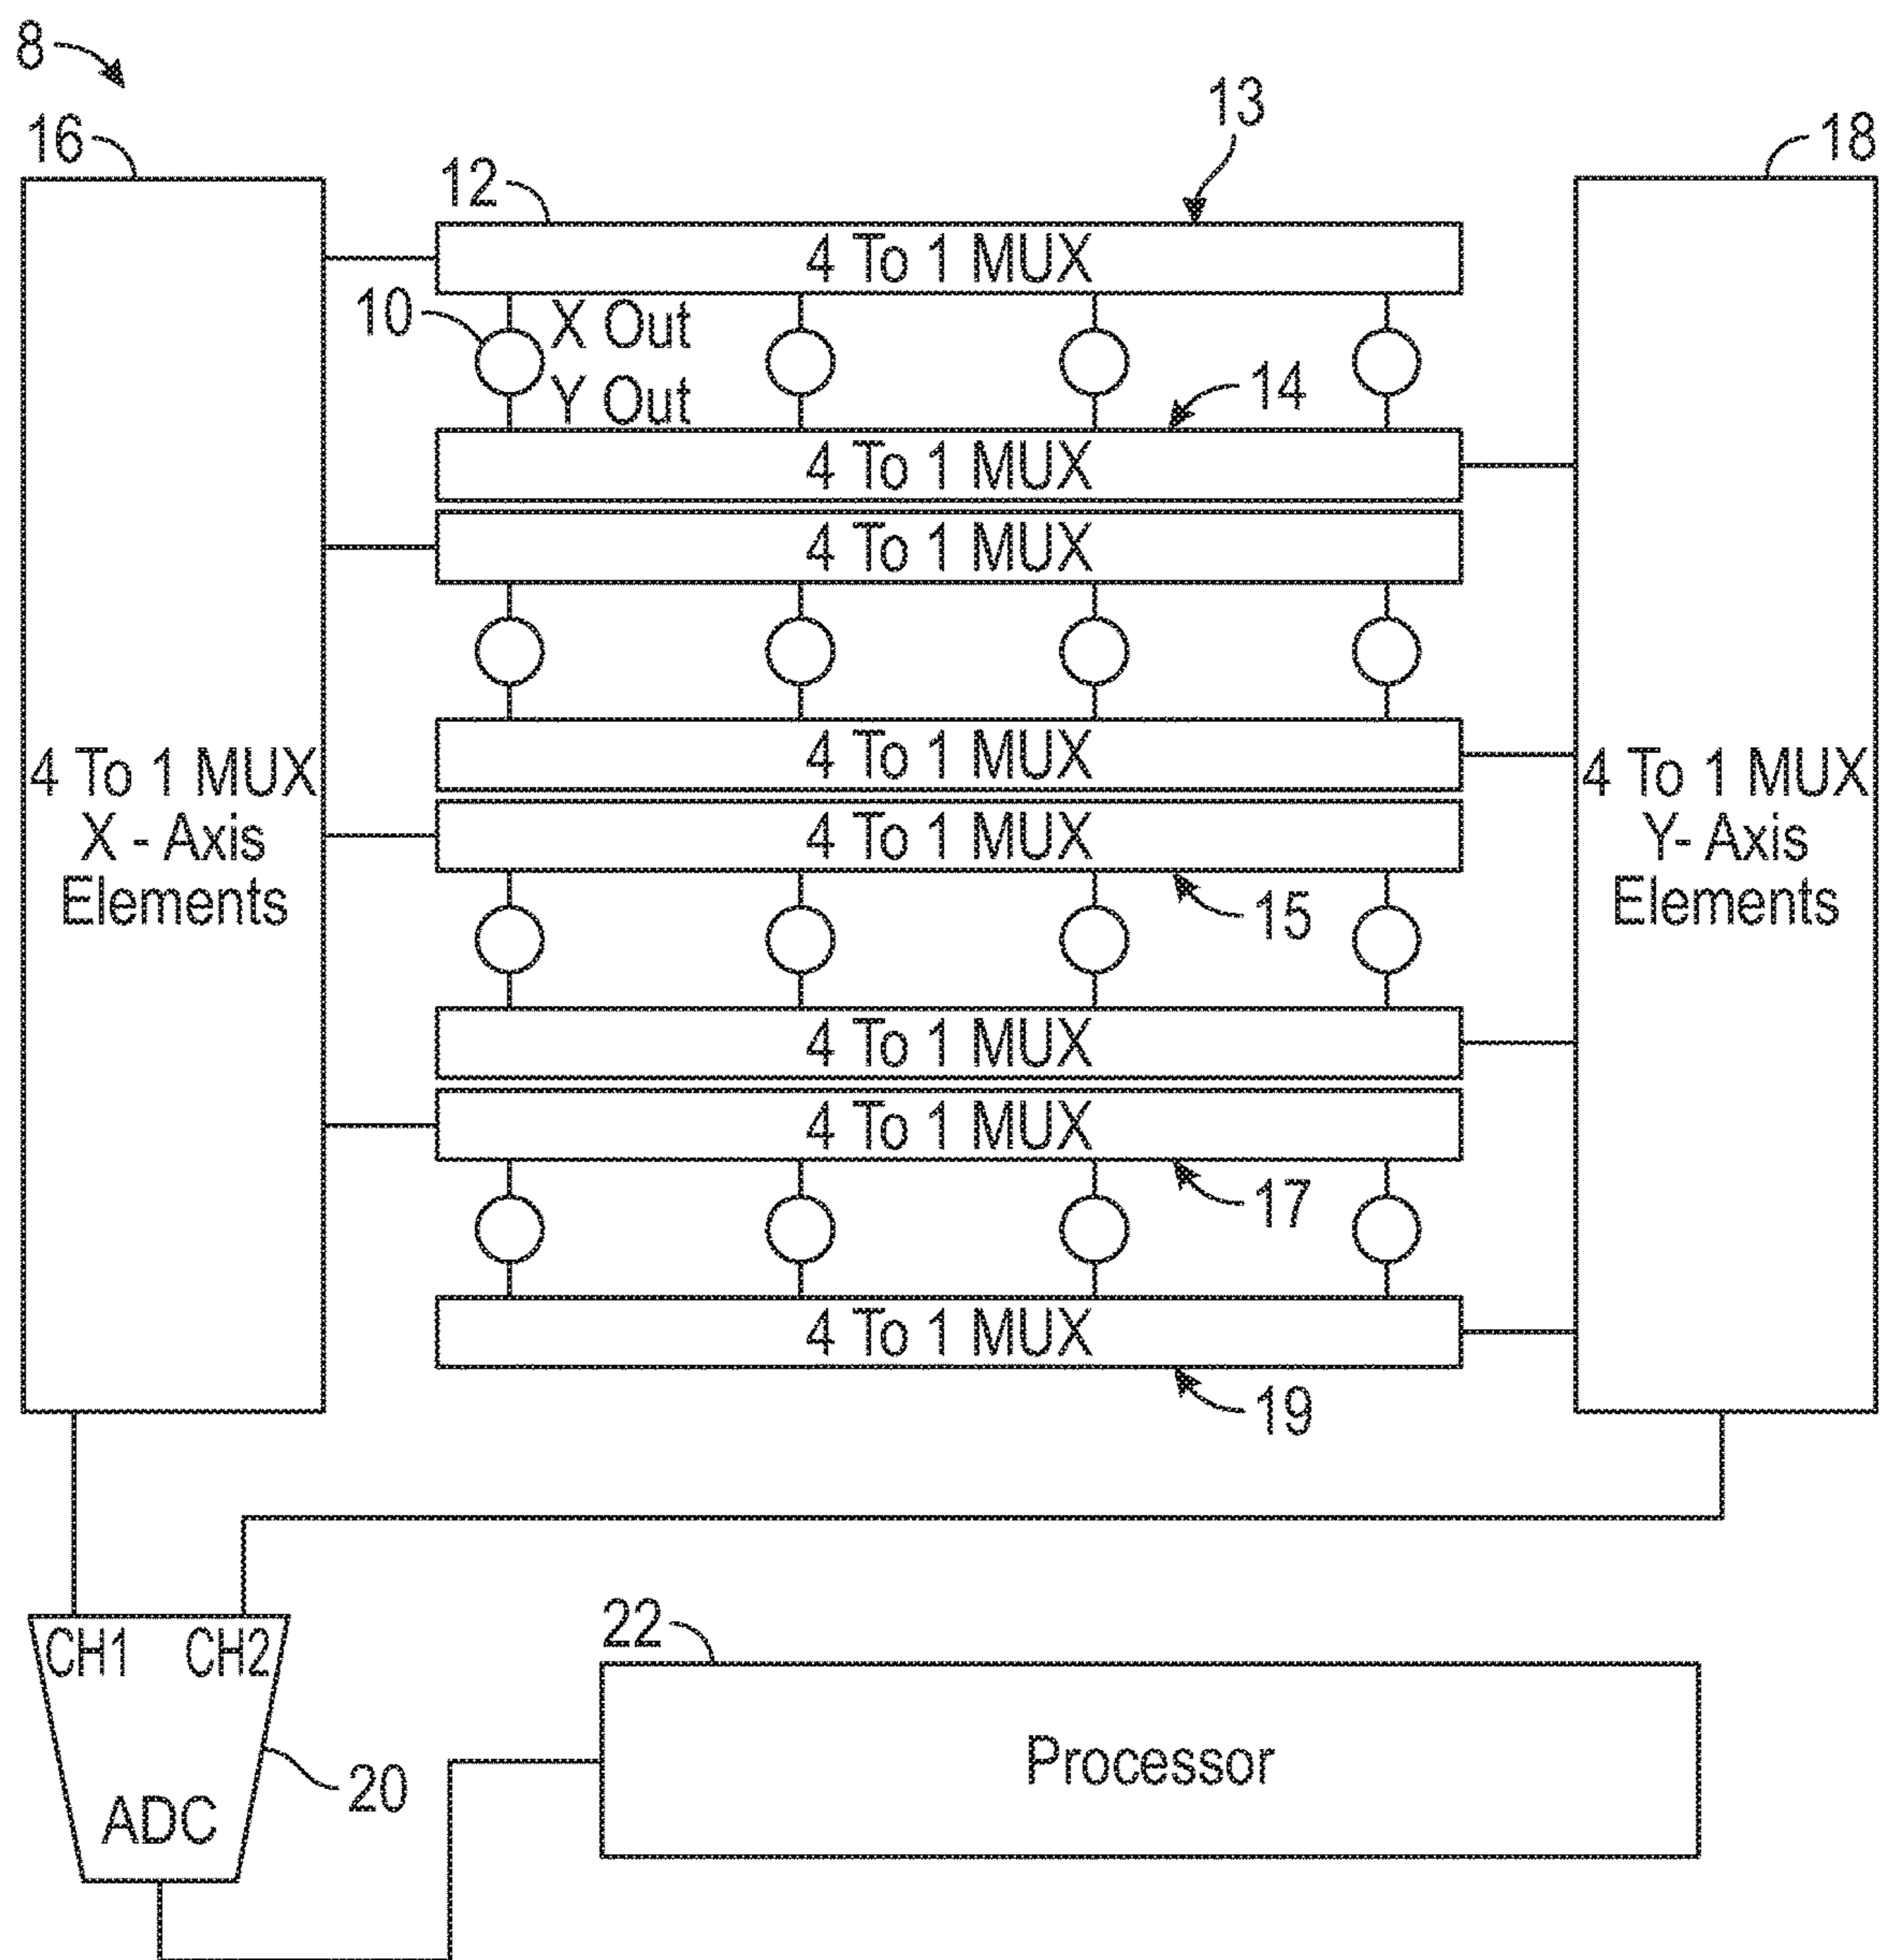 8
16
12
13
18
4 To 1 MUX
10
X Out
Y Out
14
4 To 1 MUX
4 To 1 MUX
4 To 1 MUX
4 To 1 MUX
X - Axis
Elements
4 To 1 MUX
Y- Axis
Elements
4 To 1 MUX
15
4 To 1 MUX
4 To 1 MUX
17
4 To 1 MUX
19
CH1 CH2
ADC
20
22
Processor